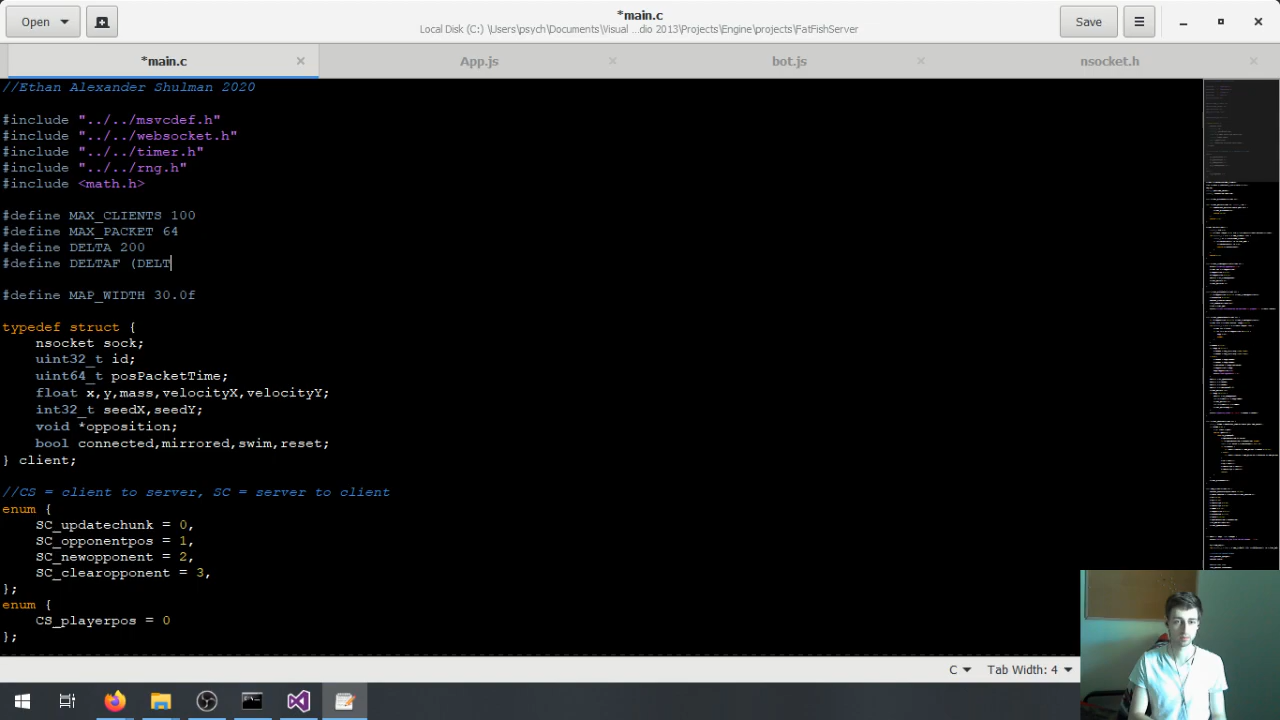 Open
*main.c
Local Disk (C:) \Users\psych\Documents\Visual ...dio 2013\Projects\Engine\projects\FatFishServer
Save
*main.c
App.js
bot.js
nsocket.h
//Ethan Alexander Shulman 2020
#include "../../msvcdef.h"
#include "../../websocket.h"
#include "../../timer.h"
#include "../../rng.h"
#include <math.h>
#define MAX_CLIENTS 100
#define MAX_PACKET 64
#define DELTA 200
#define DELTAF (DELT
#define MAP_WIDTH 30.0f
typedef struct {
nsocket sock;
uint32_t id;
uint64_t posPacketTime;
float x,y,mass,velocityX,velocityY;
int32_t seedX,seedY;
void *opposition;
bool connected,mirrored,swim,reset;
} client;
//CS = client to server, SC = server to client
enum {
SC_updatechunk = 0,
SC_opponentpos = 1,
SC_newopponent = 2,
SC_clearopponent = 3,
};
enum {
CS_playerpos = 0
};
C
Tab Width: 4